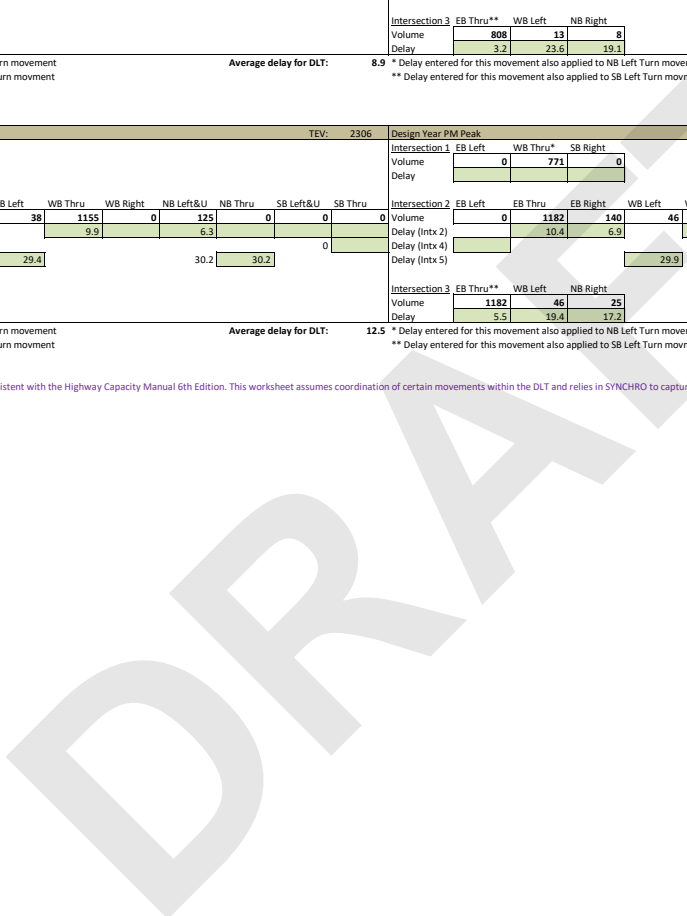 Intersection 3 EB Thru** WB Left NB Right
Volume 808 13 8
Delay 3.2 23.6 19.1
movement Average delay for DLT: 8.9 * Delay entered for this movement also applied to NB Left Turn
movment ** Delay entered for this movement also applied to SB Left Turn
TEV: 2306 Design Year PM Peak
Intersection 1 EB Left WB Thru* SB Right
Volume 0 771 0
Delay
Left WB Thru WB Right NB Left&U NB Thru SB Left&U SB Thru Intersection 2 EB Left EB Thru EB Right WB Left
38 1155 0 125 0 0 0 Volume 0 1182 140 46
9.9 6.3 Delay (Intx 2) 10.4 6.9
0 Delay (Intx 4)
29.4 30.2 30.2 Delay (Intx 5) 29.9
Intersection 3 EB Thru** WB Left NB Right
Volume 1182 46 25
Delay 5.5 19.4 17.2
movement Average delay for DLT: 12.5 * Delay entered for this movement also applied to NB Left Turn
movment ** Delay entered for this movement also applied to SB Left Turn
with the Highway Capacity Manual 6th Edition. This worksheet assumes coordination of certain movements within the DLT and relies in SYNCHRO to
DRAFT